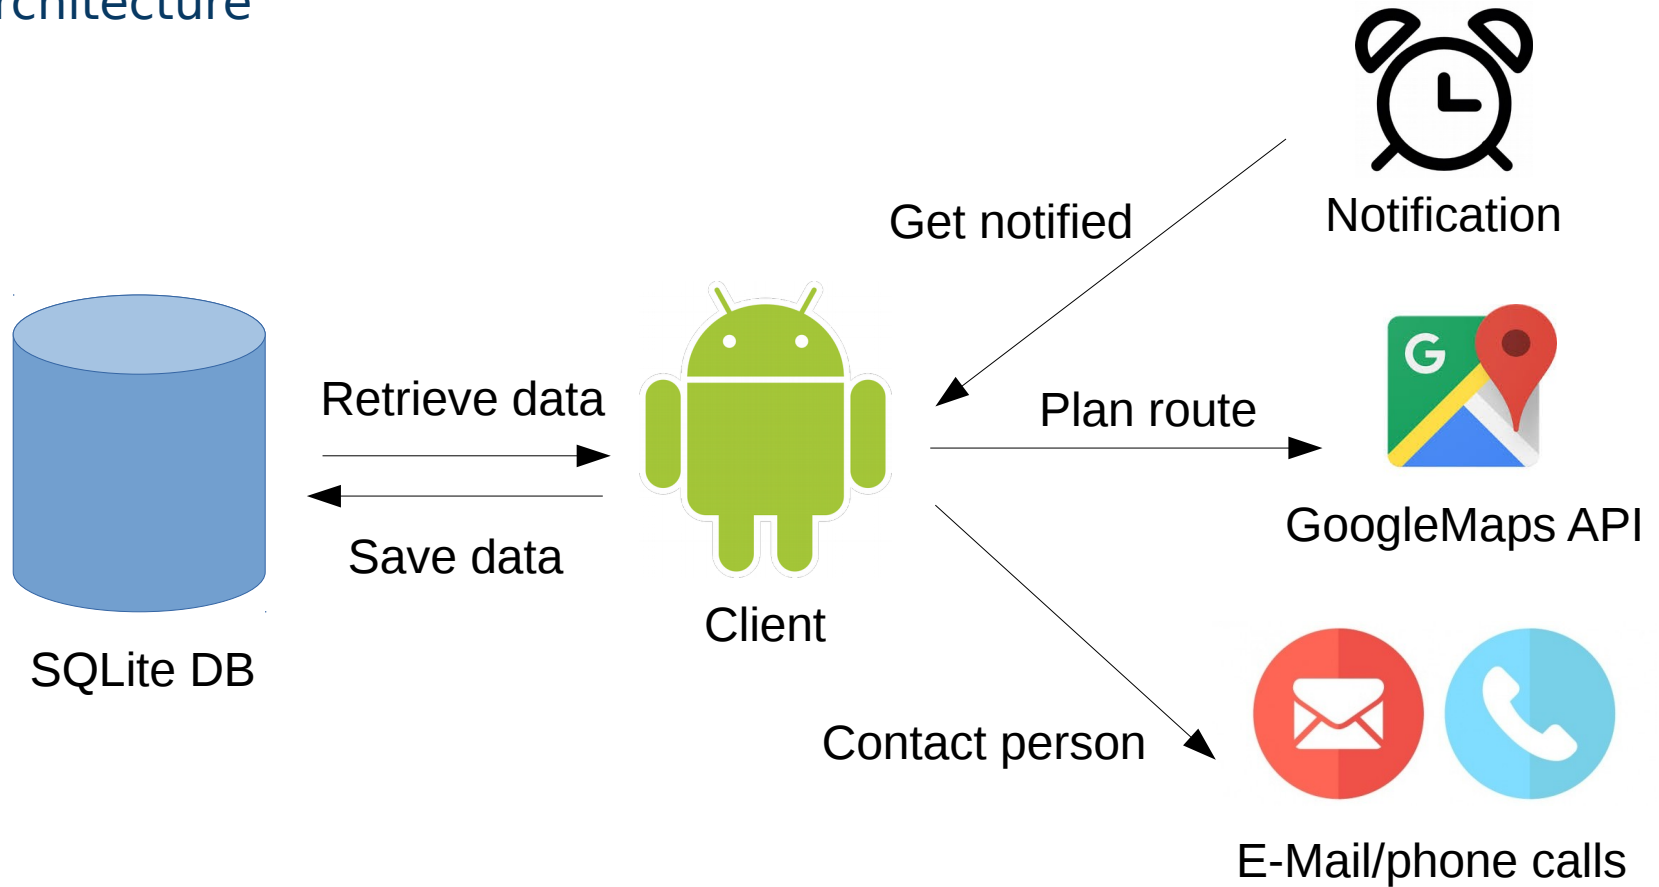 rchitecture
Notification
Get notified
Retrieve data
Plan route
GoogleMaps API
Save data
Client
SQLite DB
Contact person
E-Mail/phone calls
G